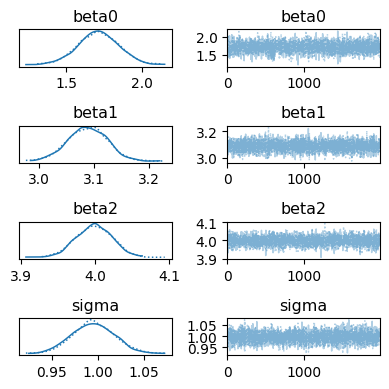 beta0 beta0
2.0
1.5
1.5 2.0 0 1000
beta1 beta1
3.2
3.0
3.0 3.1 3.2 0 1000
beta2 beta2
4.1
4.0
3.9
3.9 4.0 4.1 0 1000
sigma sigma
1.05
1.00
0.95
0.95 1.00 1.05 0 1000